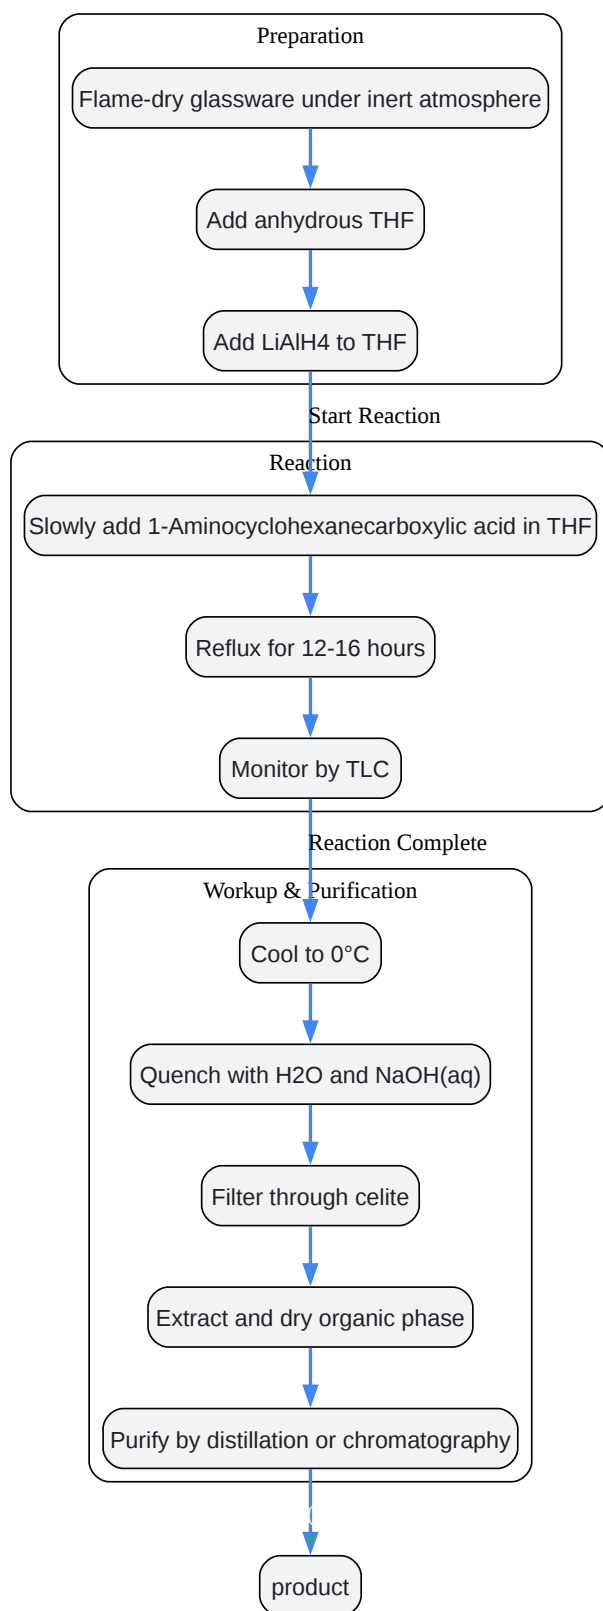 Preparation
Flame-dry glassware under inert atmosphere
Add anhydrous THF
Add LiAlH4 to THF
Start Reaction
Reaction
Slowly add 1-Aminocyclohexanecarboxylic acid in THF
Reflux for 12-16 hours
Monitor by TLC
Reaction Complete
Workup & Purification
Cool to 0°C
Quench with H2O and NaOH(aq)
Filter through celite
Extract and dry organic phase
Purify by distillation or chromatography
product